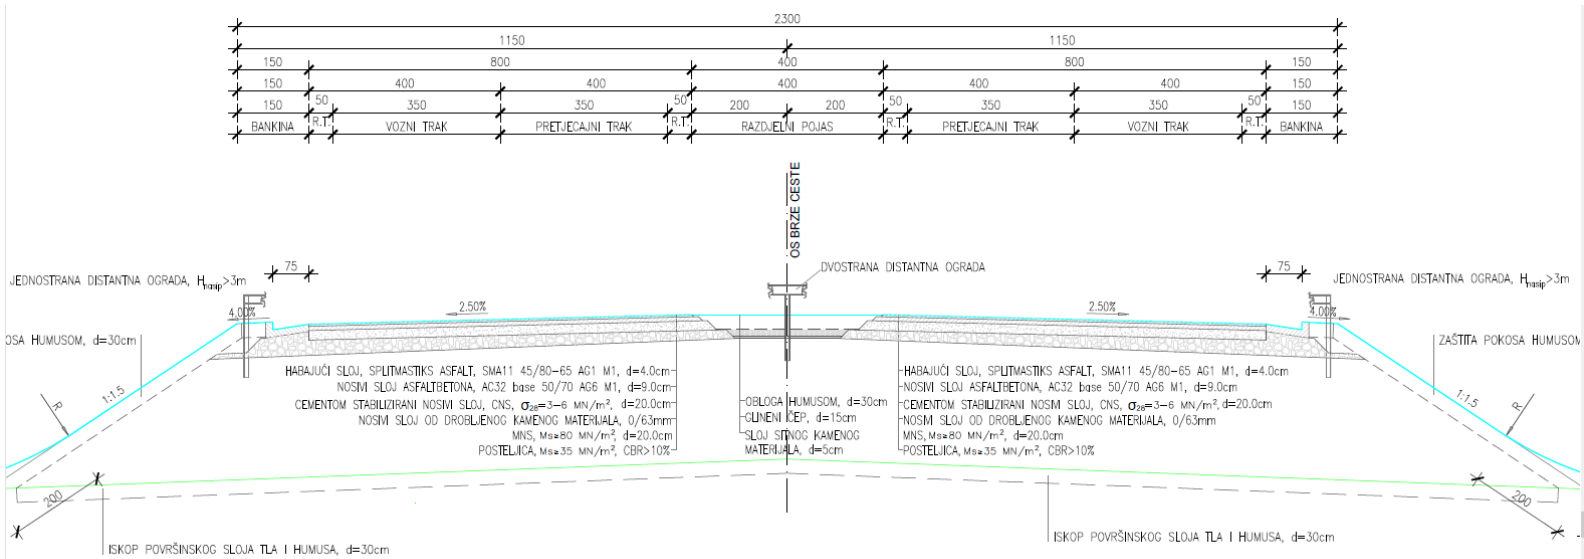 2300
1150 1150
150 800 400 800 150
150 400 400 400 400 400 150
150 50 350 350 50 200 200 50 350 350 50 150
BANKINA R.T. VOZNI TRAK PRETJECAJNI TRAK R.T. RAZDJELNI POJAS R.T. PRETJECAJNI TRAK VOZNI TRAK R.T. BANKINA
OS BRZE CESTE
JEDNOSTRANA DISTANTNA OGRADA, Hnasip>3m
75
DVOSTRANA DISTANTNA OGRADA
75
JEDNOSTRANA DISTANTNA OGRADA, Hnasip>3m
4.00% 2.50% 2.50% 4.00%
OSA HUMUSOM, d=30cm
ZAŠTITA POKOSA HUMUSOM
1:1.5
R
1:1.5
R
HABAJUĆI SLOJ, SPLITMASTIKS ASFALT, SMA11 45/80-65 AG1 M1, d=4.0cm
NOSIVI SLOJ ASFALTBETONA, AC32 base 50/70 AG6 M1, d=9.0cm
CEMENTOM STABILIZIRANI NOSIVI SLOJ, CNS, σ28=3-6 MN/m², d=20.0cm
NOSIVI SLOJ OD DROBLJENOG KAMENOG MATERIJALA, 0/63mm
MNS, Ms≥80 MN/m², d=20.0cm
POSTELJICA, Ms≥35 MN/m², CBR>10%
OBLOGA HUMUSOM, d=30cm
GLINENI ČEP, d=15cm
SLOJ SITNOG KAMENOG
MATERIJALA, d=5cm
HABAJUĆI SLOJ, SPLITMASTIKS ASFALT, SMA11 45/80-65 AG1 M1, d=4.0cm
NOSIVI SLOJ ASFALTBETONA, AC32 base 50/70 AG6 M1, d=9.0cm
CEMENTOM STABILIZIRANI NOSIVI SLOJ, CNS, σ28=3-6 MN/m², d=20.0cm
NOSIVI SLOJ OD DROBLJENOG KAMENOG MATERIJALA, 0/63mm
MNS, Ms≥80 MN/m², d=20.0cm
POSTELJICA, Ms≥35 MN/m², CBR>10%
200
200
ISKOP POVRŠINSKOG SLOJA TLA I HUMUSA, d=30cm
ISKOP POVRŠINSKOG SLOJA TLA I HUMUSA, d=30cm